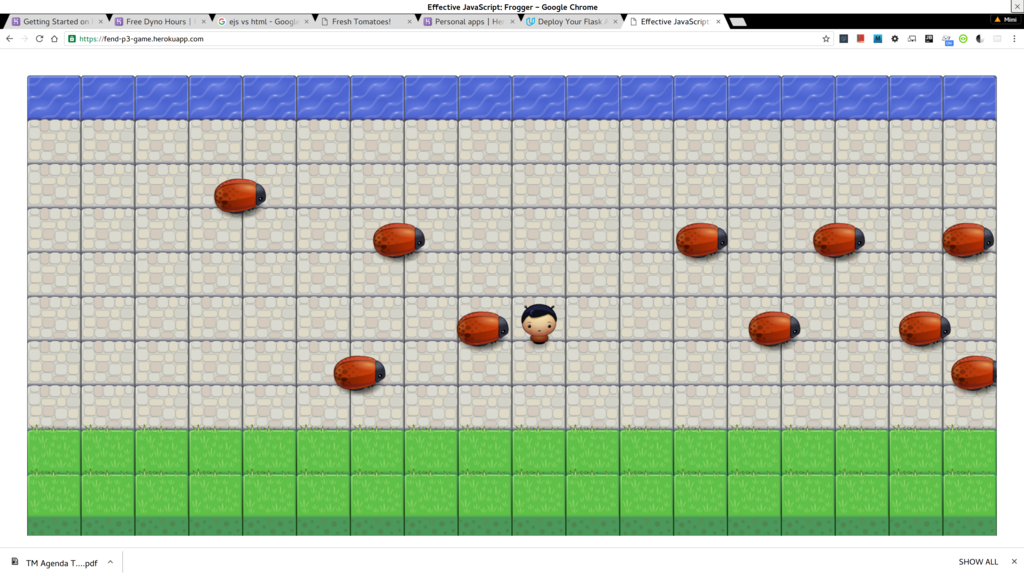 Effective JavaScript: Frogger – Google Chrome
Getting Started on
Free Dyno Hours |
ejs vs html - Google
Fresh Tomatoes!
Personal apps | He
Deploy Your Flask
Effective JavaScript:
Mimi
https://fend-p3-game.herokuapp.com
TM Agenda T....pdf
SHOW ALL